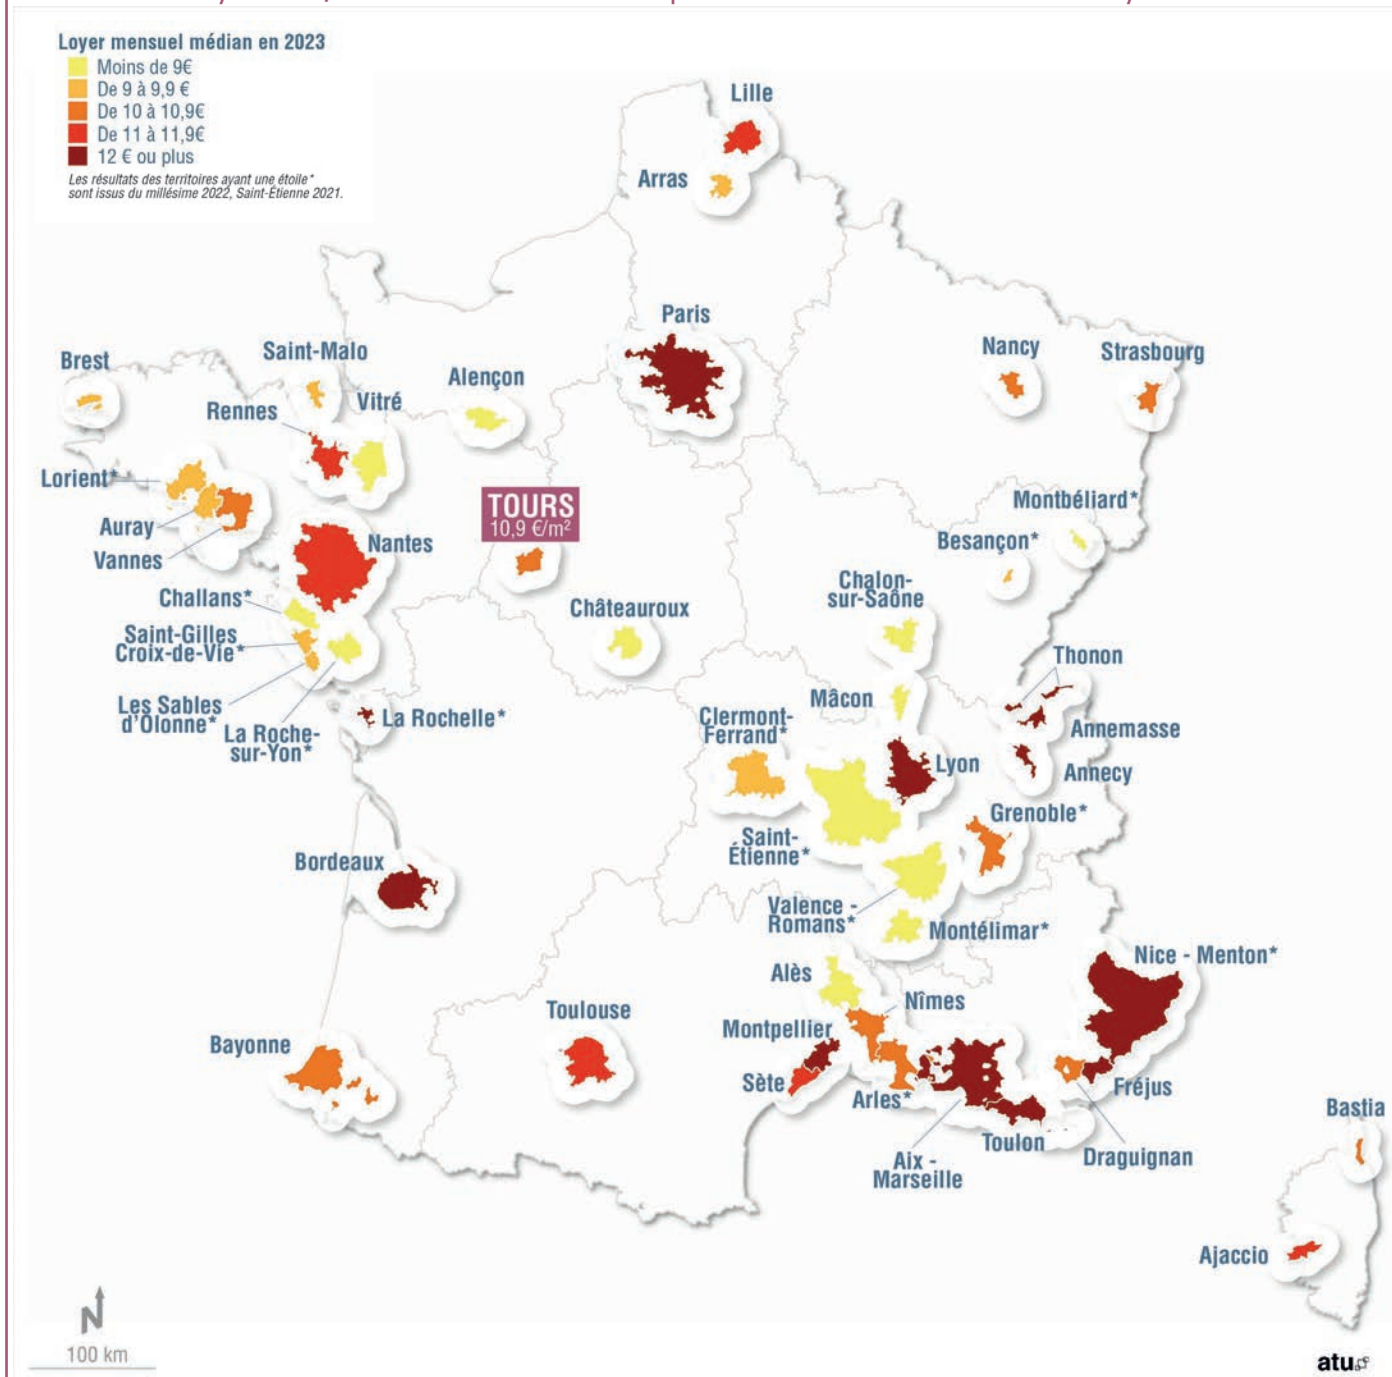 Loyer mensuel médian en 2023
Moins de 9€
De 9 à 9,9 €
De 10 à 10,9€
De 11 à 11,9€
12 € ou plus
Les résultats des territoires ayant une étoile*
sont issus du millésime 2022, Saint-Étienne 2021.
Lille
Arras
Paris
Brest
Saint-Malo
Alençon
Nancy
Strasbourg
Rennes
Vitré
Lorient*
Auray
Vannes
TOURS
10,9 €/m²
Nantes
Montbéliard*
Besançon*
Challans*
Saint-Gilles
Croix-de-Vie*
Les Sables
d'Olonne*
La Roche-
sur-Yon*
La Rochelle*
Châteauroux
Chalon-
sur-Saône
Mâcon
Thonon
Annemasse
Annecy
Clermont-
Ferrand*
Lyon
Grenoble*
Saint-
Étienne*
Bordeaux
Valence -
Romans*
Montélimar*
Alès
Nîmes
Nice - Menton*
Toulouse
Montpellier
Sète
Bayonne
Arles*
Aix -
Marseille
Toulon
Fréjus
Draguignan
Bastia
Ajaccio
N
100 km
atu